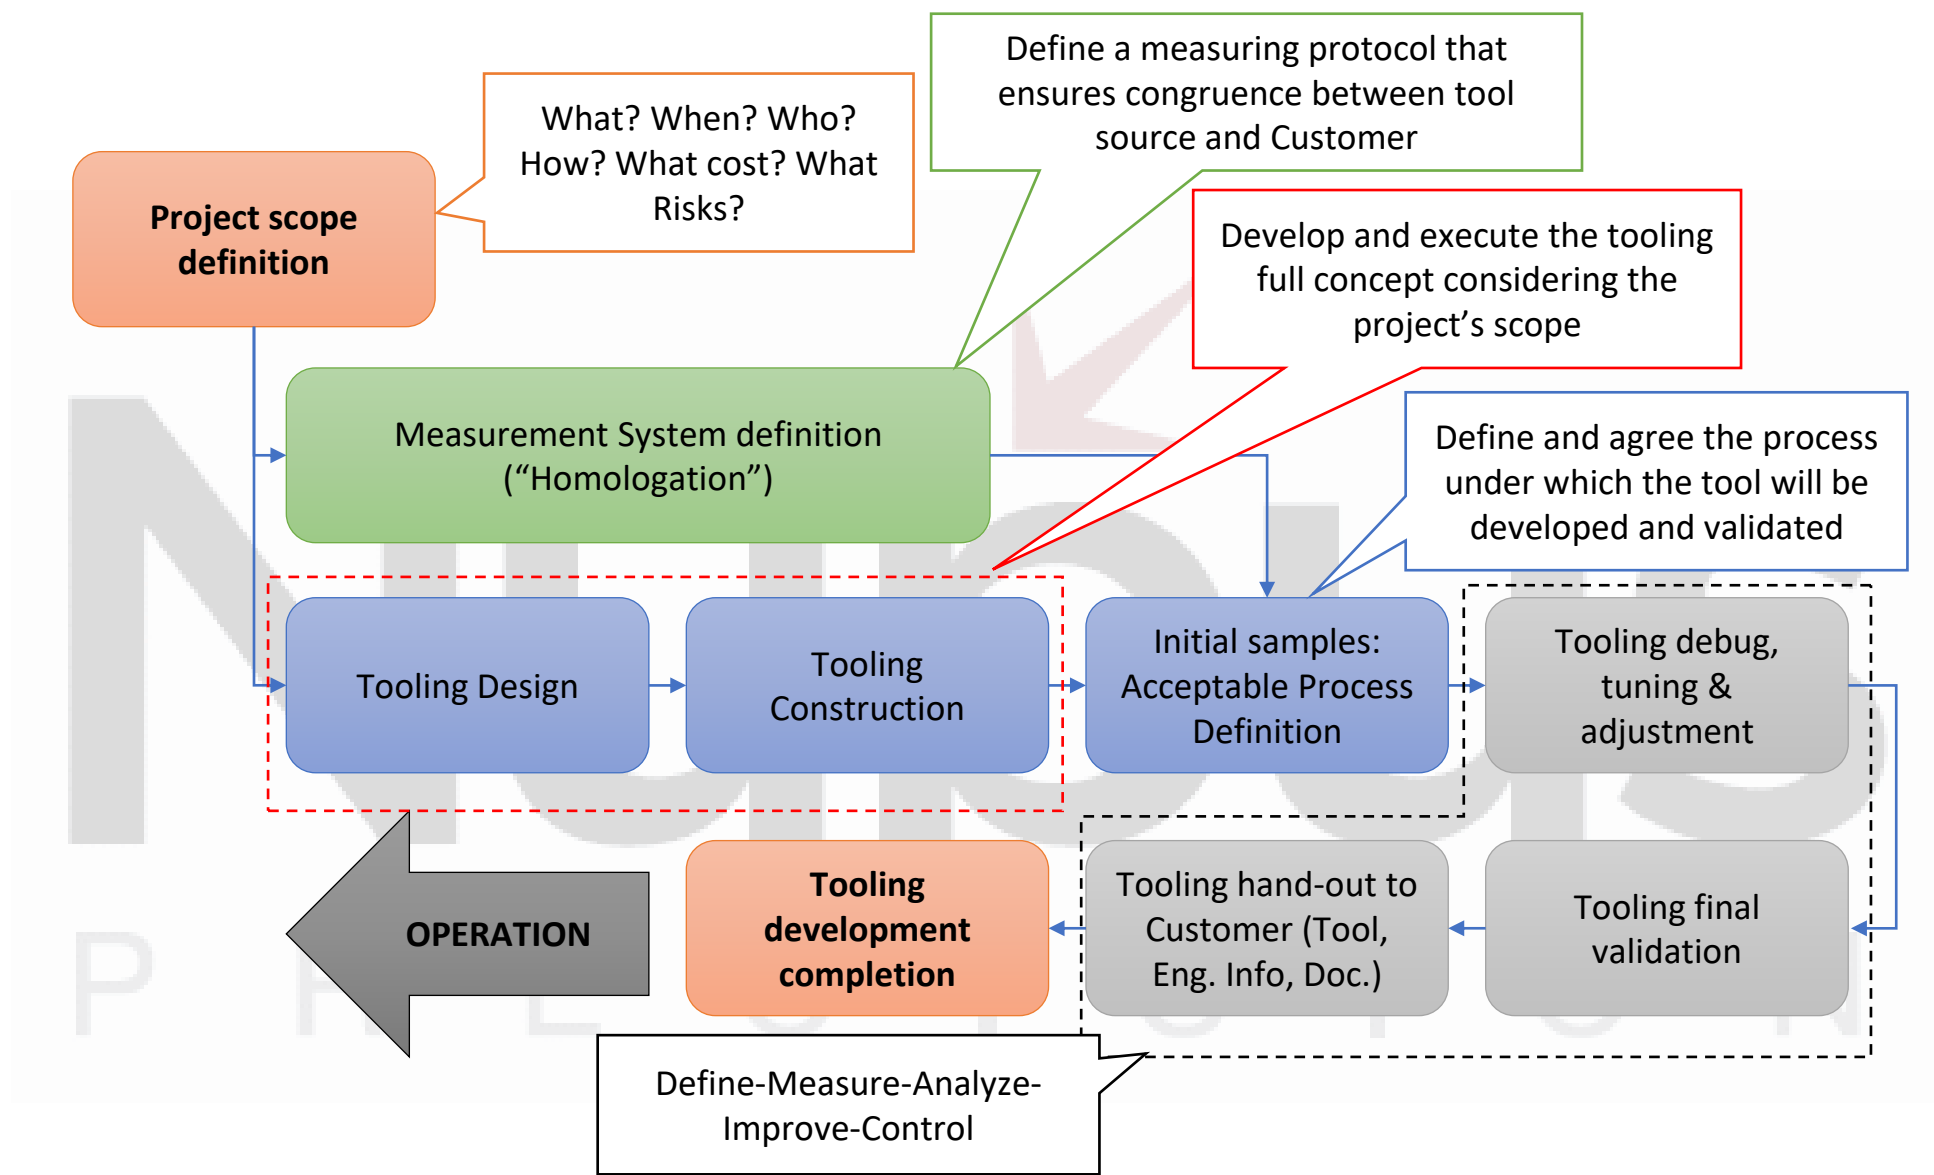 Define a measuring protocol that
ensures congruence between tool
source and Customer
What? When? Who?
How? What cost? What
Risks?
Project scope
definition
Develop and execute the tooling
full concept considering the
project’s scope
Measurement System definition
(“Homologation”)
Define and agree the process
under which the tool will be
developed and validated
Tooling Design
Tooling
Construction
Initial samples:
Acceptable Process
Definition
Tooling debug,
tuning &
adjustment
OPERATION
Tooling
development
completion
Tooling hand-out to
Customer (Tool,
Eng. Info, Doc.)
Tooling final
validation
Define-Measure-Analyze-
Improve-Control